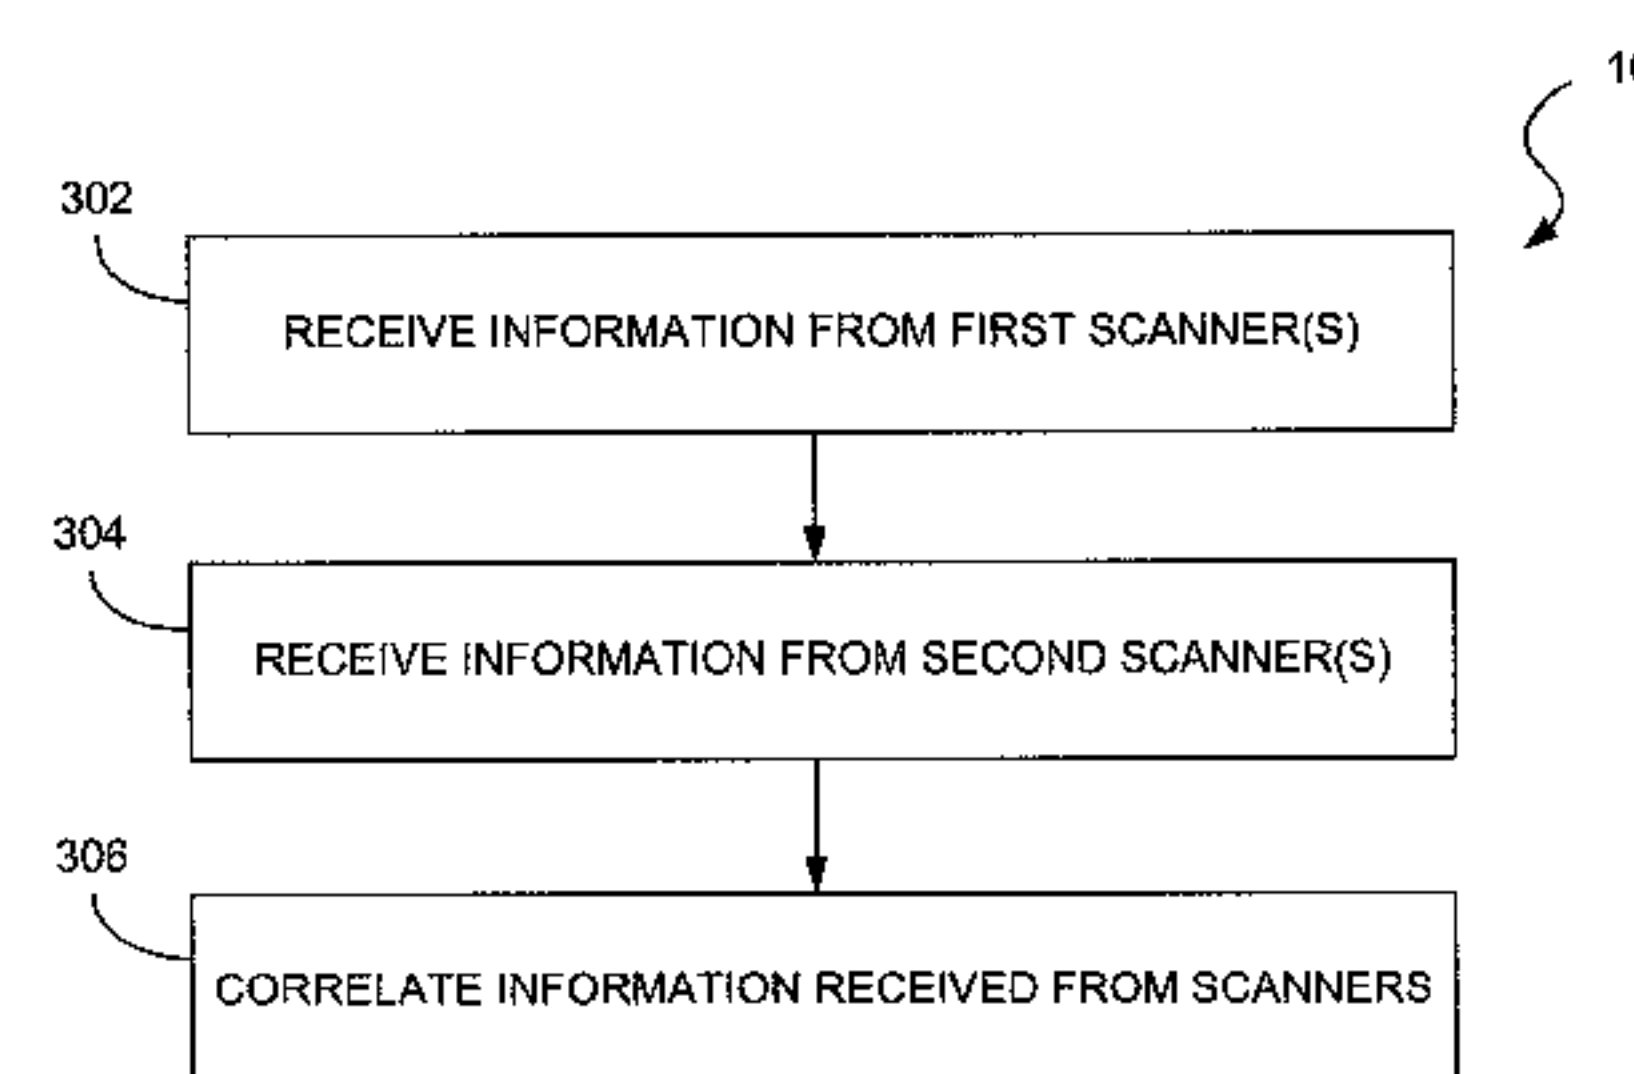 302
RECEIVE INFORMATION FROM FIRST SCANNER(S)
304
RECEIVE INFORMATION FROM SECOND SCANNER(S)
306
CORRELATE INFORMATION RECEIVED FROM SCANNERS